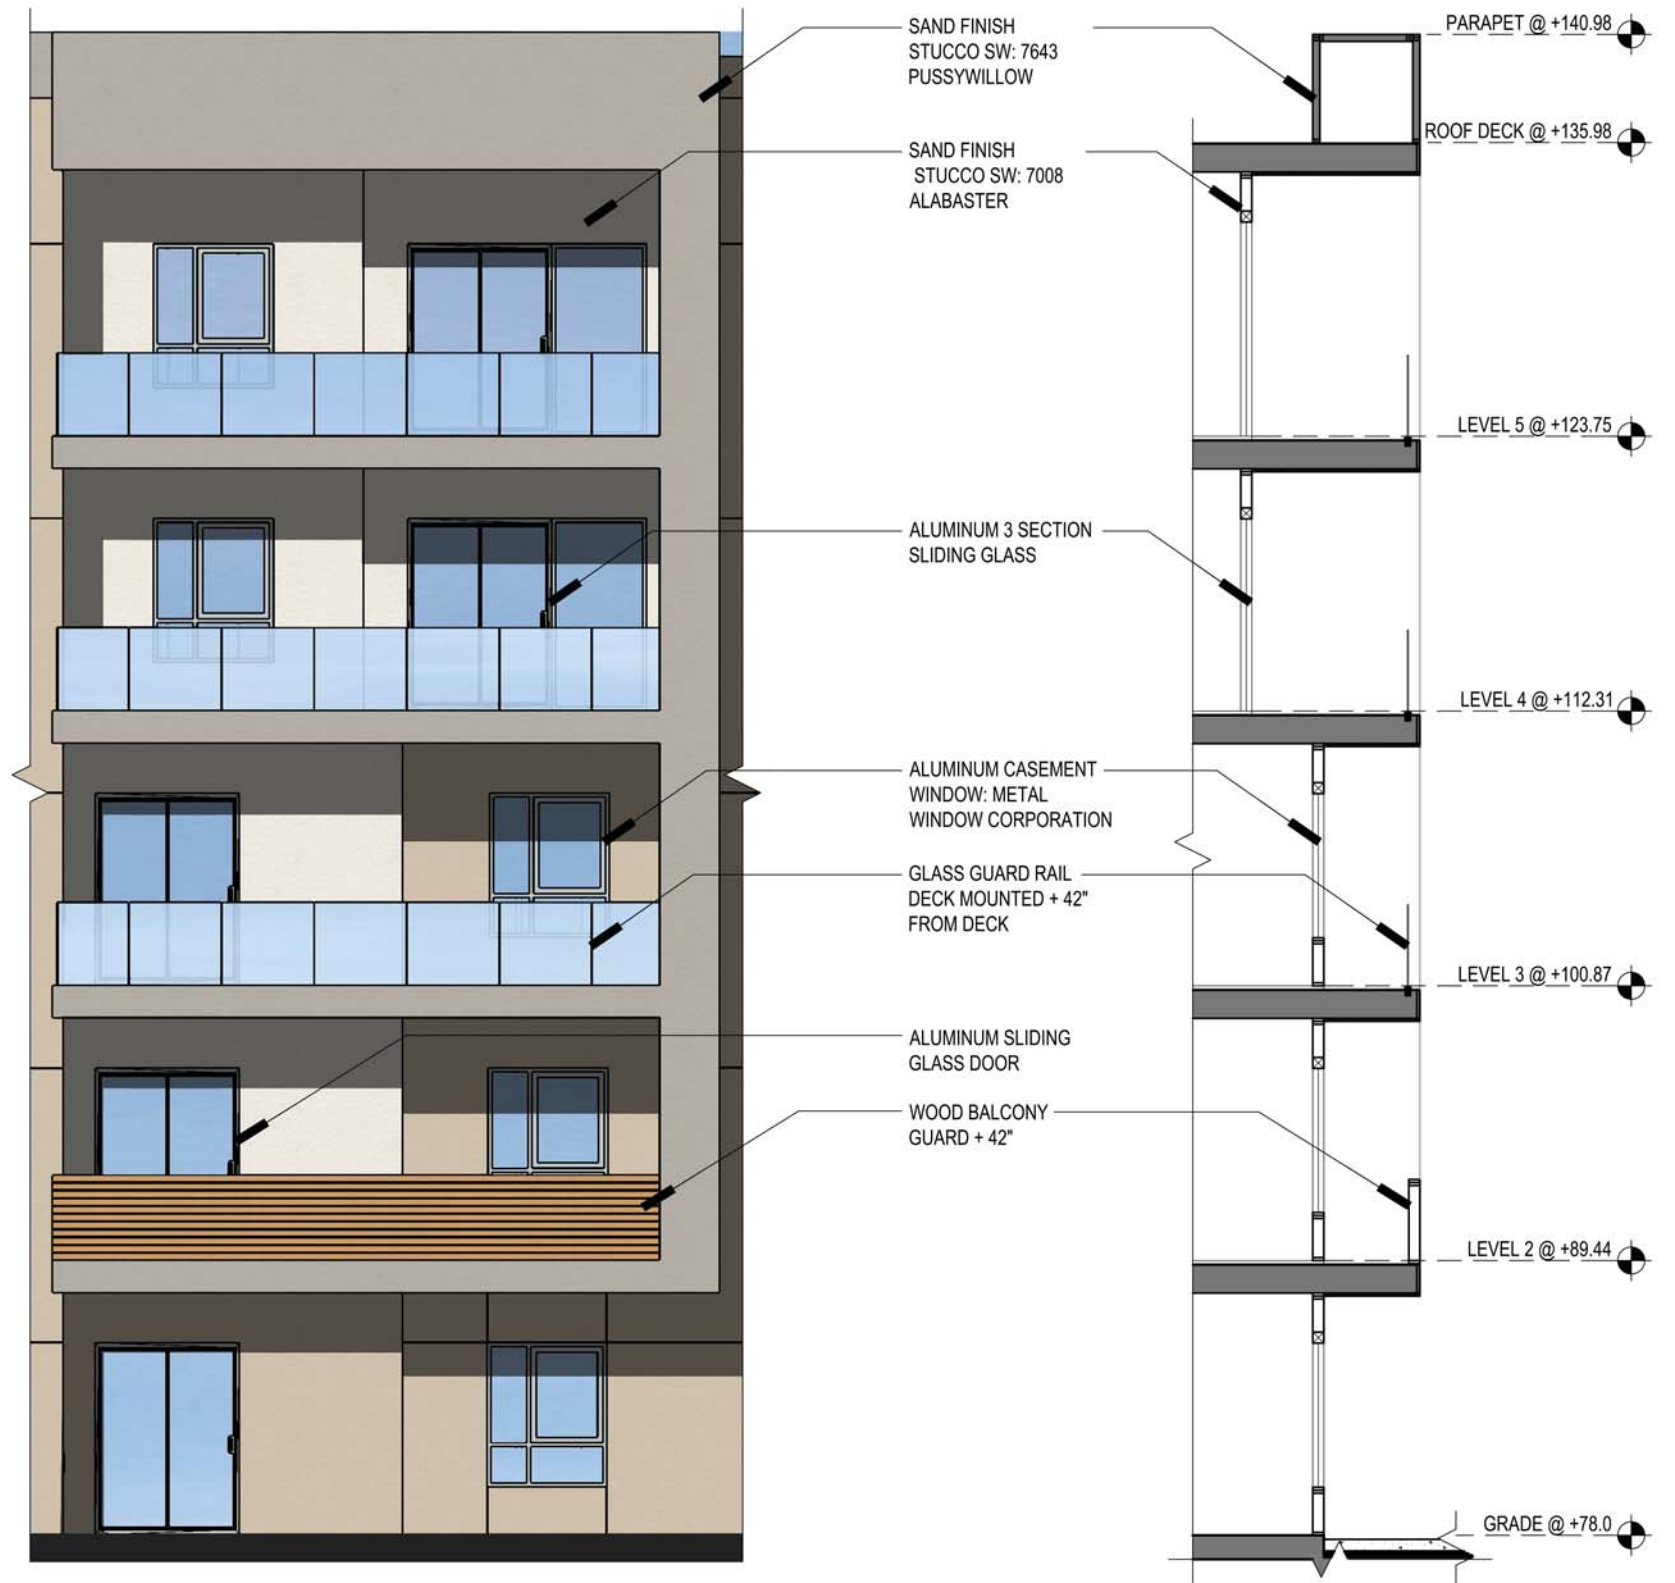 SAND FINISH
STUCCO SW: 7643
PUSSYWILLOW
SAND FINISH
STUCCO SW: 7008
ALABASTER
ALUMINUM 3 SECTION
SLIDING GLASS
ALUMINUM CASEMENT
WINDOW: METAL
WINDOW CORPORATION
GLASS GUARD RAIL
DECK MOUNTED + 42"
FROM DECK
ALUMINUM SLIDING
GLASS DOOR
WOOD BALCONY
GUARD + 42"
PARAPET @ +140.98
ROOF DECK @ +135.98
LEVEL 5 @ +123.75
LEVEL 4 @ +112.31
LEVEL 3 @ +100.87
LEVEL 2 @ +89.44
GRADE @ +78.0